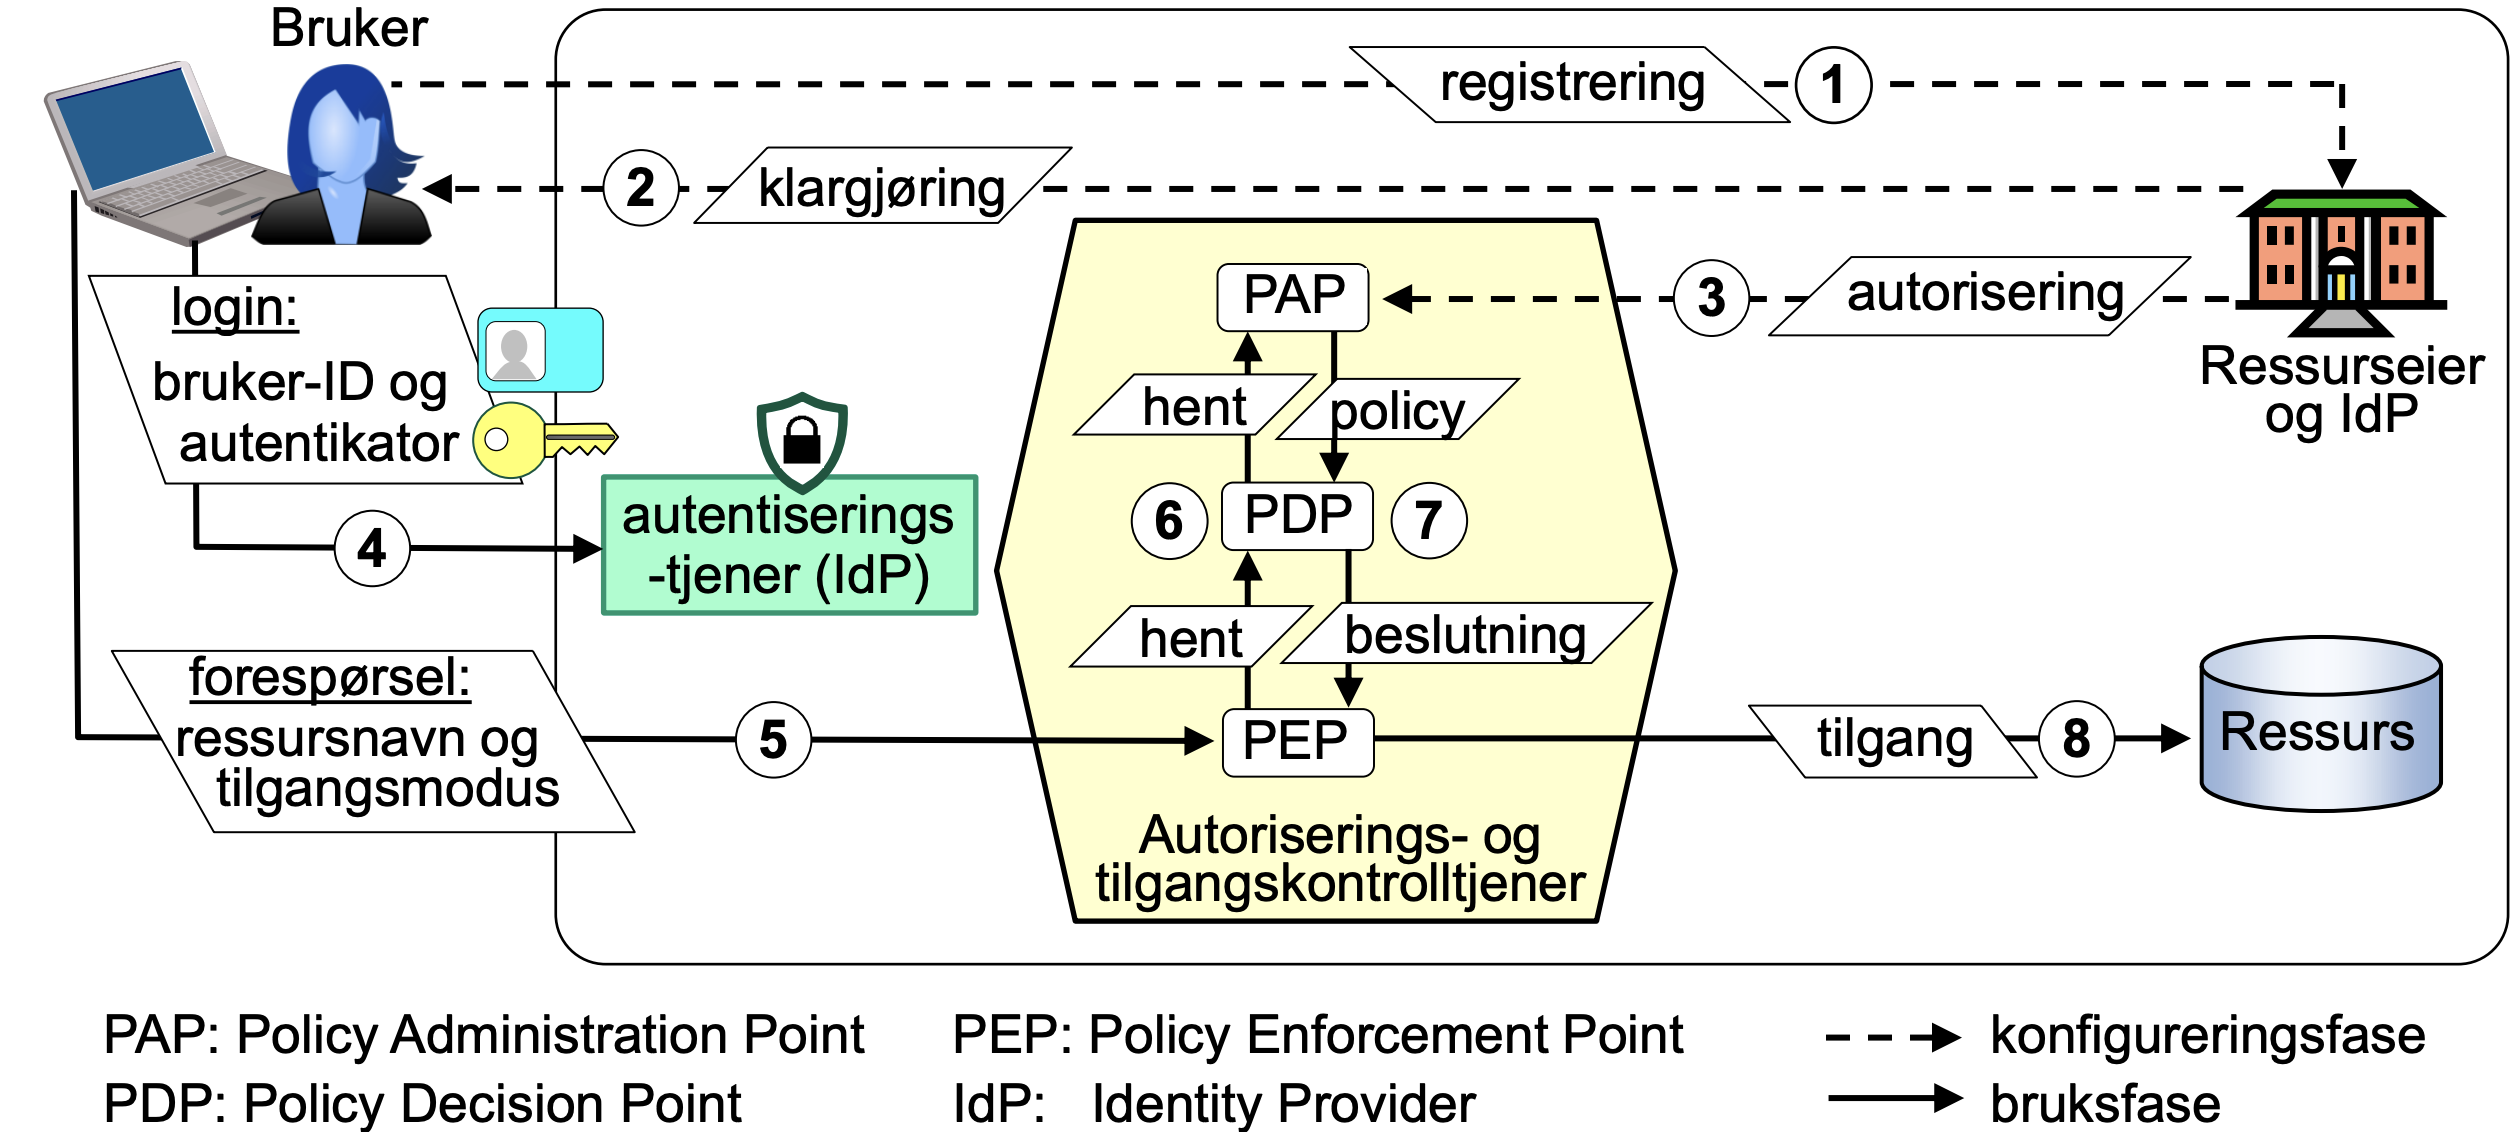 Bruker
registrering
1
2
klargjøring
PAP
3
autorisering
Ressurseier
og IdP
login:
bruker-ID og
autentikator
hent
policy
4
autentiserings
-tjener (IdP)
6
PDP
7
hent
beslutning
forespørsel:
ressursnavn og
tilgangsmodus
5
PEP
tilgang
8
Ressurs
Autoriserings- og
tilgangskontrolltjener
PAP: Policy Administration Point
PEP: Policy Enforcement Point
konfigureringsfase
PDP: Policy Decision Point
IdP: Identity Provider
bruksfase